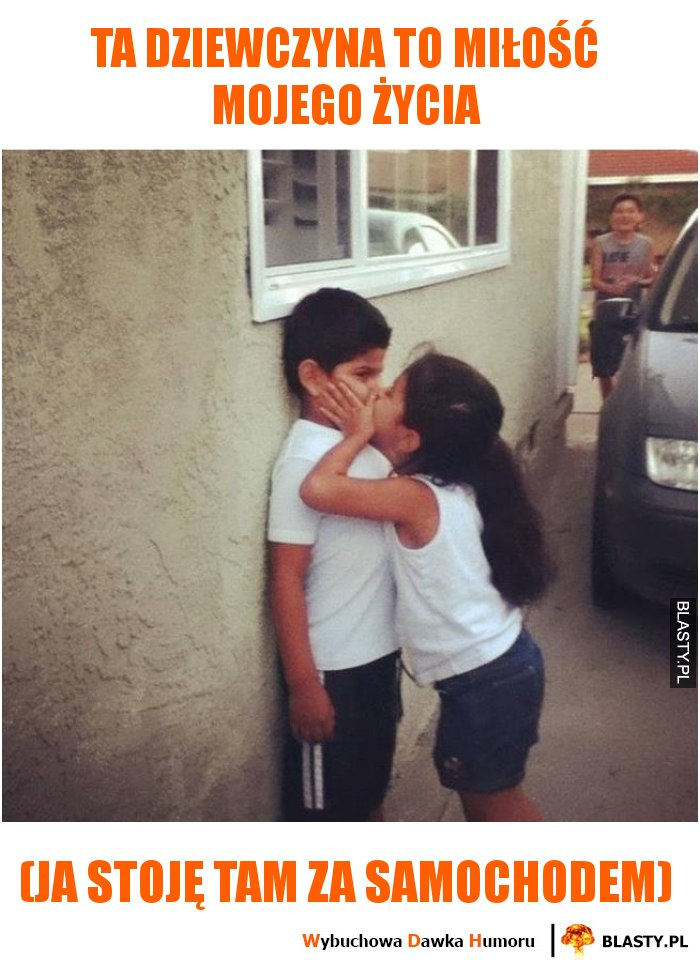 TA DZIEWCZYNA TO MIŁOŚĆ
MOJEGO ŻYCIA
BLASTY.PL
(JA STOJĘ TAM ZA SAMOCHODEM)
Wybuchowa Dawka Humoru
BLASTY.PL